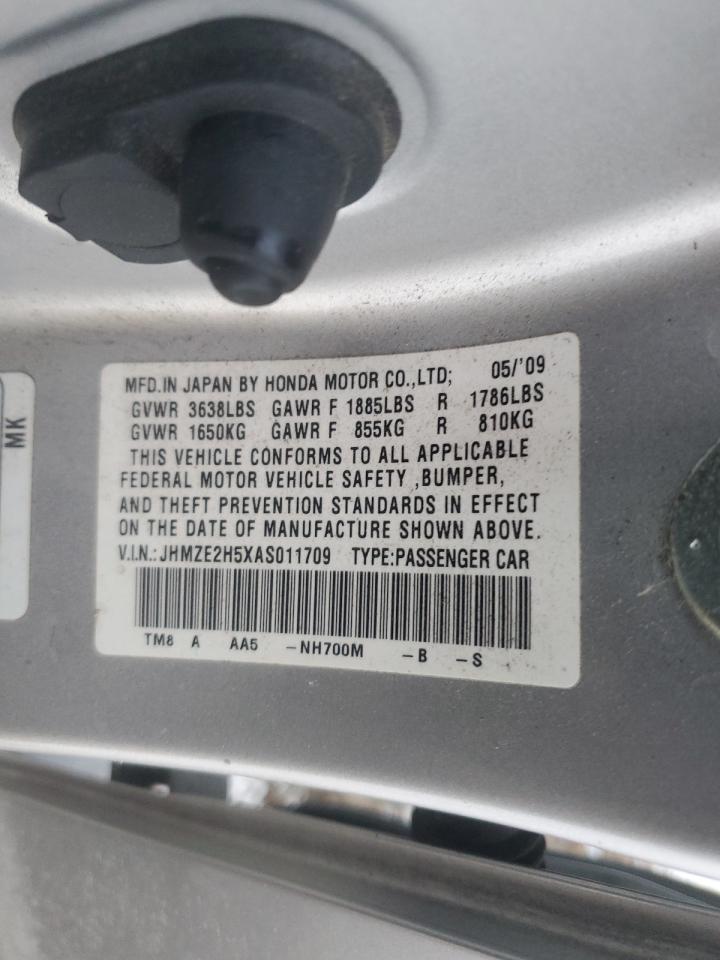 MFD.IN JAPAN BY HONDA MOTOR CO.,LTD; 05/'09
GVWR 3638LBS GAWR F 1885LBS R 1786LBS
GVWR 1650KG GAWR F 855KG R 810KG
THIS VEHICLE CONFORMS TO ALL APPLICABLE
FEDERAL MOTOR VEHICLE SAFETY ,BUMPER,
AND THEFT PREVENTION STANDARDS IN EFFECT
ON THE DATE OF MANUFACTURE SHOWN ABOVE.
V.I.N.:JHMZE2H5XAS011709 TYPE:PASSENGER CAR
TM8 A AA5 -NH700M -B -S
MK